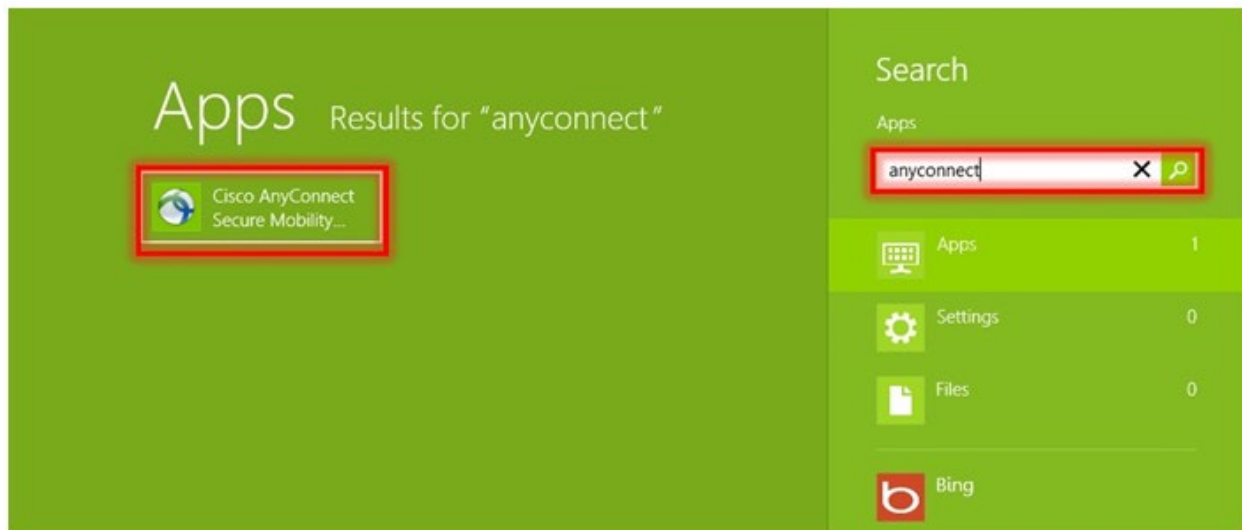 Apps Results for "anyconnect"
Cisco AnyConnect
Secure Mobility...
Search
Apps
anyconnect
Apps 1
Settings 0
Files 0
Bing